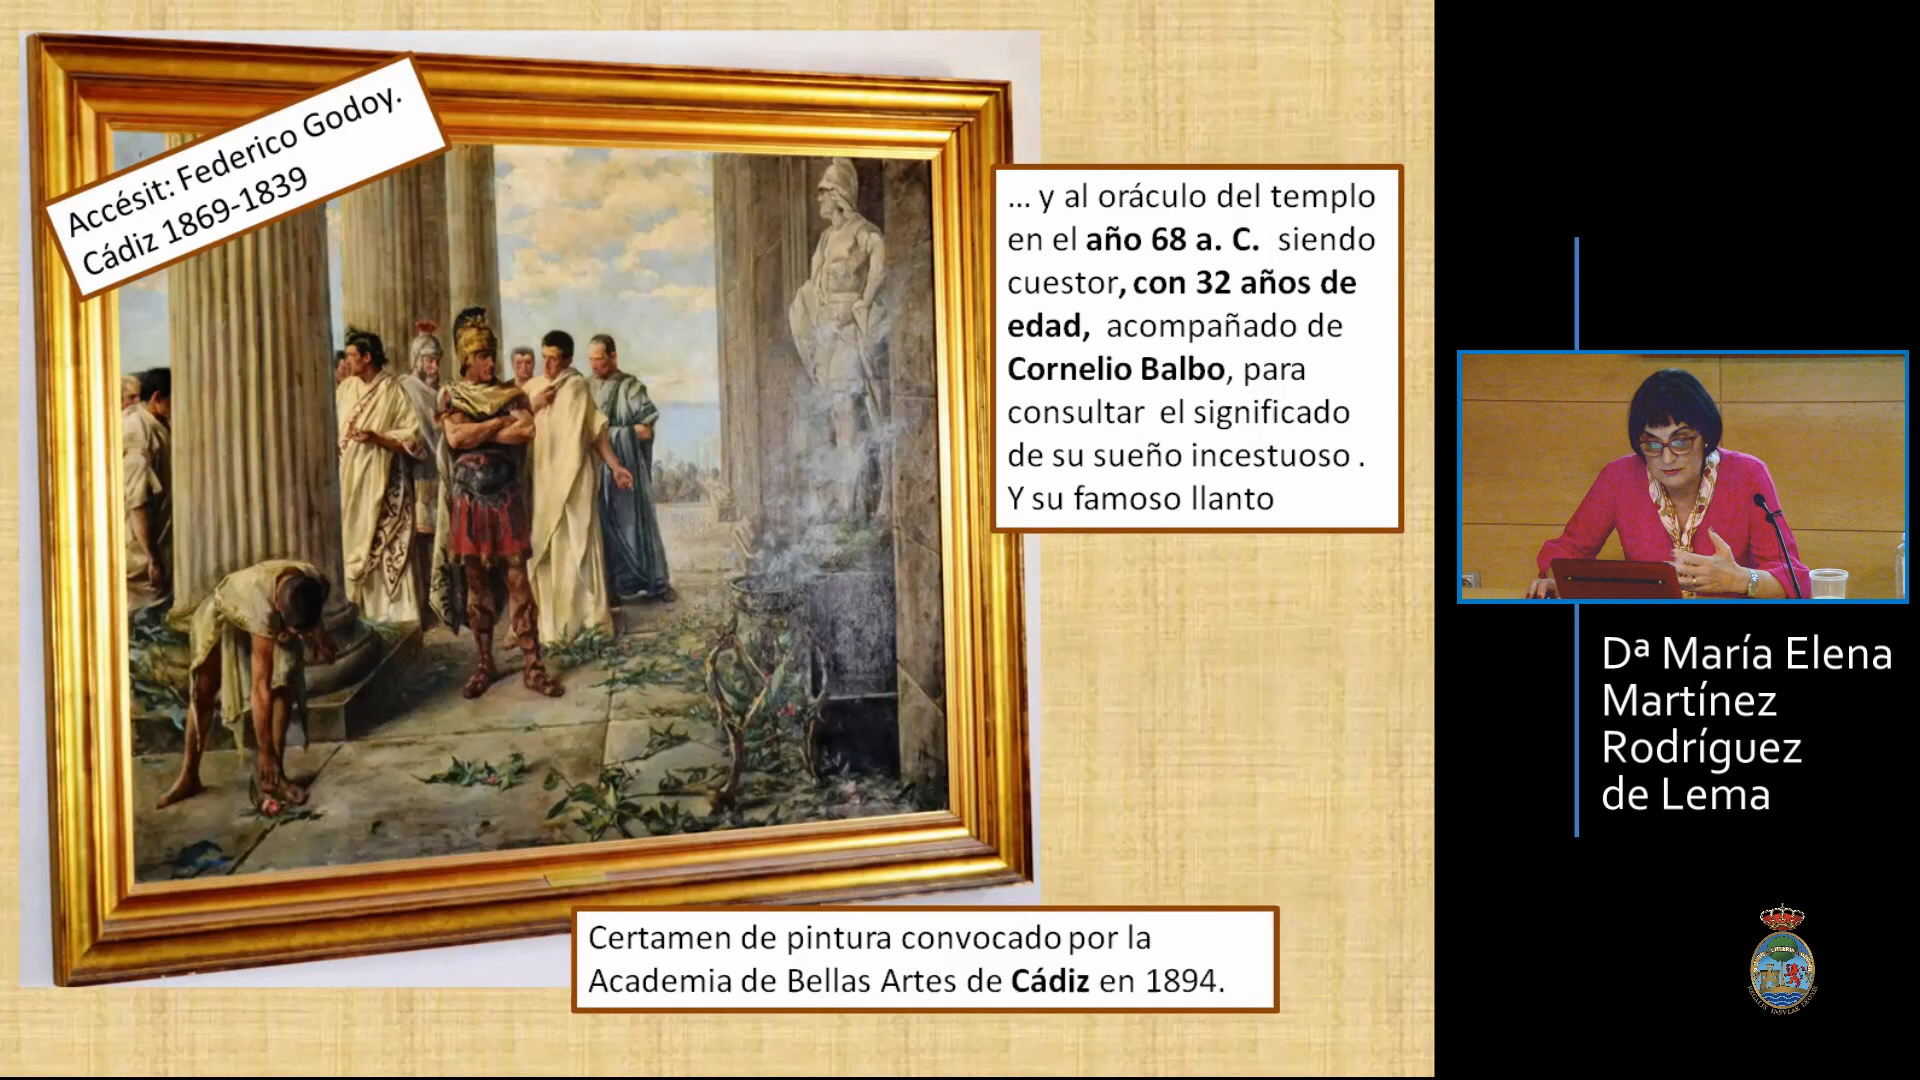 Accésit: Federico Godoy.
Cádiz 1869-1839
... y al oráculo del templo
en el año 68 a. C. siendo
cuestor, con 32 años de
edad, acompañado de
Cornelio Balbo, para
consultar el significado
de su sueño incestuoso .
Y su famoso llanto
Certamen de pintura convocado por la
Academia de Bellas Artes de Cádiz en 1894.
Dª María Elena
Martínez
Rodríguez
de Lema